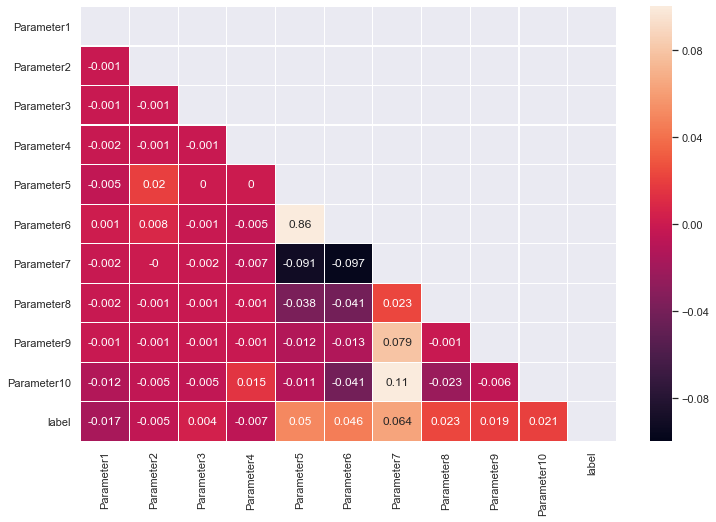 Parameter1
Parameter2 -0.001
Parameter3 -0.001 -0.001
Parameter4 -0.002 -0.001 -0.001
Parameter5 -0.005 0.02 0 0
Parameter6 0.001 0.008 -0.001 -0.005 0.86
Parameter7 -0.002 -0 -0.002 -0.007 -0.091 -0.097
Parameter8 -0.002 -0.001 -0.001 -0.001 -0.038 -0.041 0.023
Parameter9 -0.001 -0.001 -0.001 -0.001 -0.012 -0.013 0.079 -0.001
Parameter10 -0.012 -0.005 -0.005 0.015 -0.011 -0.041 0.11 -0.023 -0.006
label -0.017 -0.005 0.004 -0.007 0.05 0.046 0.064 0.023 0.019 0.021
Parameter1 Parameter2 Parameter3 Parameter4 Parameter5 Parameter6 Parameter7 Parameter8 Parameter9 Parameter10 label
0.08
0.04
0.00
-0.04
-0.08